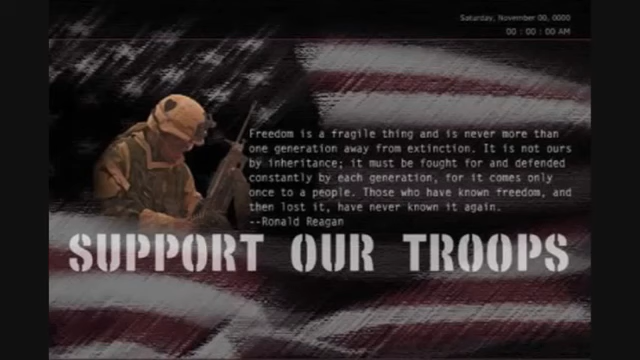 Saturday, November 00, 0000
00 : 00 : 00 AM
Freedom is a fragile thing and is never more than
one generation away from extinction. It is not ours
by inheritance; it must be fought for and defended
constantly by each generation, for it comes only
once to a people. Those who have known freedom, and
then lost it, have never known it again.
--Ronald Reagan
SUPPORT OUR TROOPS